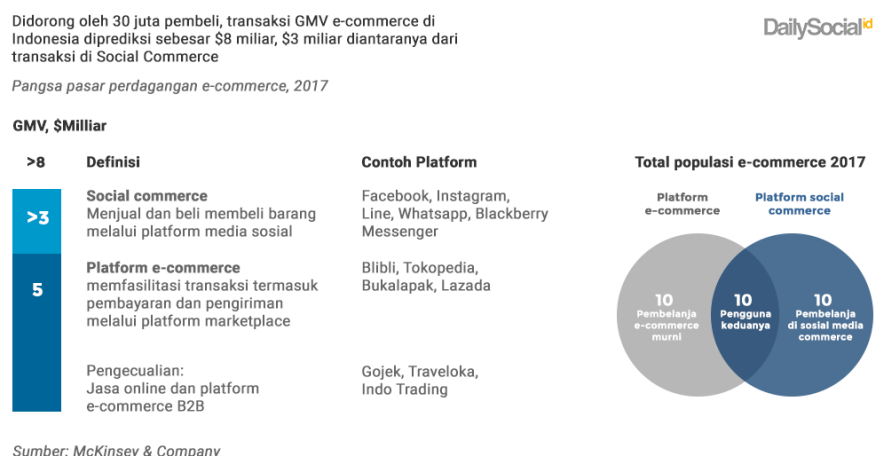 Didorong oleh 30 juta pembeli, transaksi GMV e-commerce di
Indonesia diprediksi sebesar $8 miliar, $3 miliar diantaranya dari
transaksi di Social Commerce
DailySocial.id
Pangsa pasar perdagangan e-commerce, 2017
GMV, $Milliar
>8
Definisi
Contoh Platform
>3
Social commerce
Menjual dan beli membeli barang
melalui platform media sosial
Facebook, Instagram,
Line, Whatsapp, Blackberry
Messenger
5
Platform e-commerce
memfasilitasi transaksi termasuk
pembayaran dan pengiriman
melalui platform marketplace
Blibli, Tokopedia,
Bukalapak, Lazada
Pengecualian:
Jasa online dan platform
e-commerce B2B
Gojek, Traveloka,
Indo Trading
Total populasi e-commerce 2017
Platform
e-commerce
Platform social
commerce
10
Pembelanja
e-commerce
murni
10
Pengguna
keduanya
10
Pembelanja
di sosial media
commerce
Sumber: McKinsey & Company